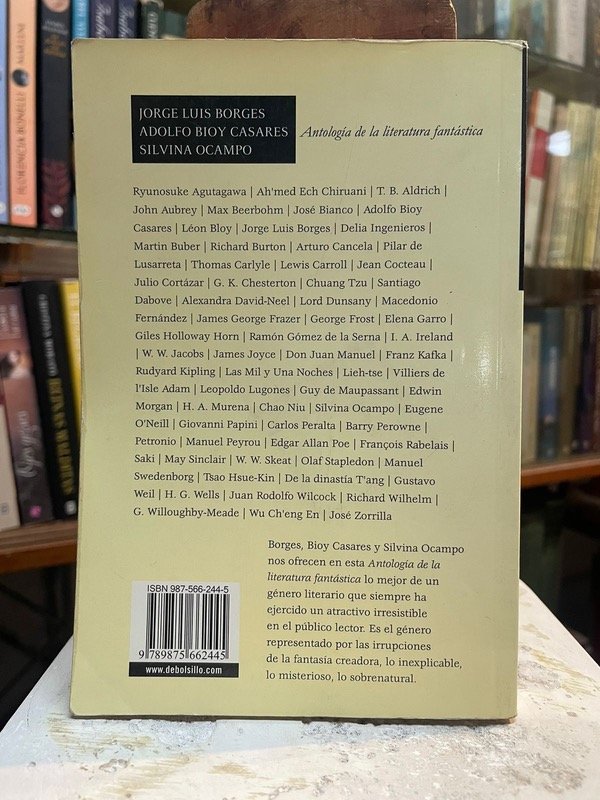 JORGE LUIS BORGES
ADOLFO BIOY CASARES
SILVINA OCAMPO
Antología de la literatura fantástica
Ryunosuke Agutagawa | Ah'med Ech Chiruani | T. B. Aldrich |
John Aubrey | Max Beerbohm | José Bianco | Adolfo Bioy
Casares | Léon Bloy | Jorge Luis Borges | Delia Ingenieros |
Martin Buber | Richard Burton | Arturo Cancela | Pilar de
Lusarreta | Thomas Carlyle | Lewis Carroll | Jean Cocteau |
Julio Cortázar | G. K. Chesterton | Chuang Tzu | Santiago
Dabove | Alexandra David-Neel | Lord Dunsany | Macedonio
Fernández | James George Frazer | George Frost | Elena Garro |
Giles Holloway Horn | Ramón Gómez de la Serna | I. A. Ireland
| W. W. Jacobs | James Joyce | Don Juan Manuel | Franz Kafka |
Rudyard Kipling | Las Mil y Una Noches | Lieh-tse | Villiers de
l'Isle Adam | Leopoldo Lugones | Guy de Maupassant | Edwin
Morgan | H. A. Murena | Chao Niu | Silvina Ocampo | Eugene
O'Neill | Giovanni Papini | Carlos Peralta | Barry Perowne |
Petronio | Manuel Peyrou | Edgar Allan Poe | François Rabelais |
Saki | May Sinclair | W. W. Skeat | Olaf Stapledon | Manuel
Swedenborg | Tsao Hsue-Kin | De la dinastía T'ang | Gustavo
Weil | H. G. Wells | Juan Rodolfo Wilcock | Richard Wilhelm |
G. Willoughby-Meade | Wu Ch'eng En | José Zorrilla
Borges, Bioy Casares y Silvina Ocampo
nos ofrecen en esta Antología de la
literatura fantástica lo mejor de un
género literario que siempre ha
ejercido un atractivo irresistible
en el público lector. Es el género
representado por las irrupciones
de la fantasía creadora, lo inexplicable,
lo misterioso, lo sobrenatural.
ISBN 987-566-244-5
9 789875 662445
www.debolsillo.com